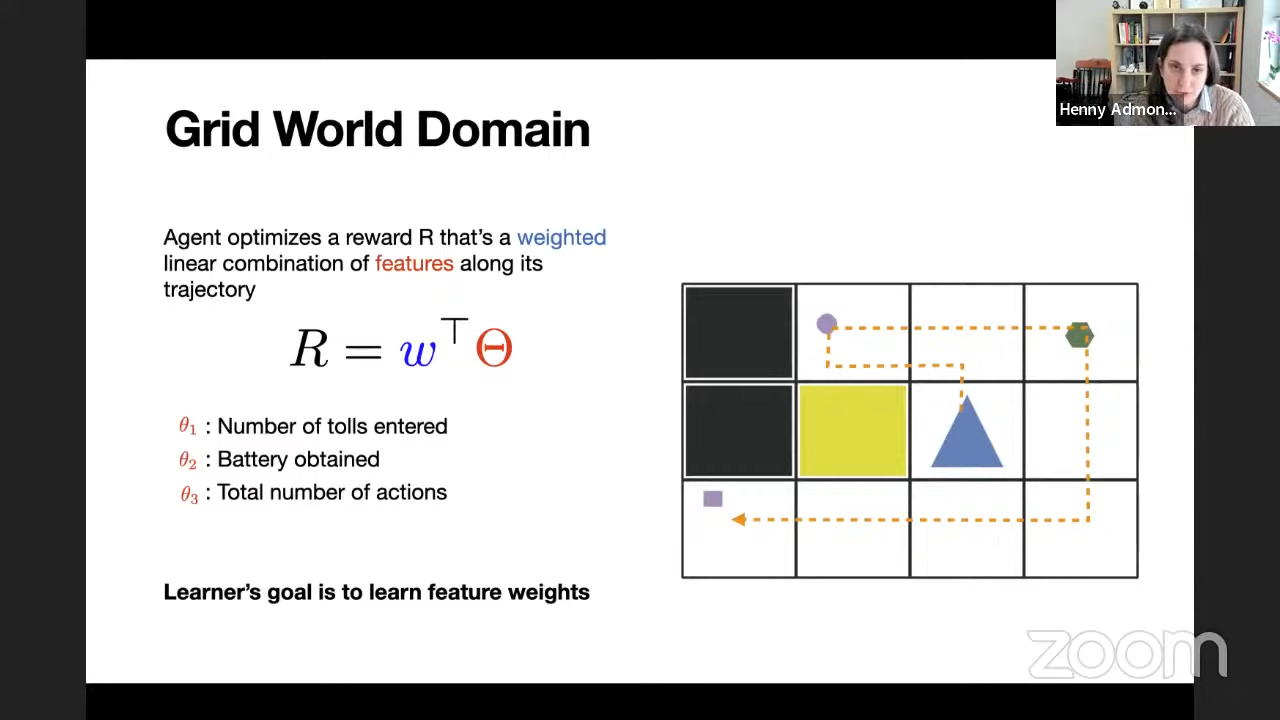 Henny Admon...
Grid World Domain
Agent optimizes a reward R that's a weighted
linear combination of features along its
trajectory
R = w⊤Θ
θ₁ : Number of tolls entered
θ₂ : Battery obtained
θ₃ : Total number of actions
Learner's goal is to learn feature weights
zoom